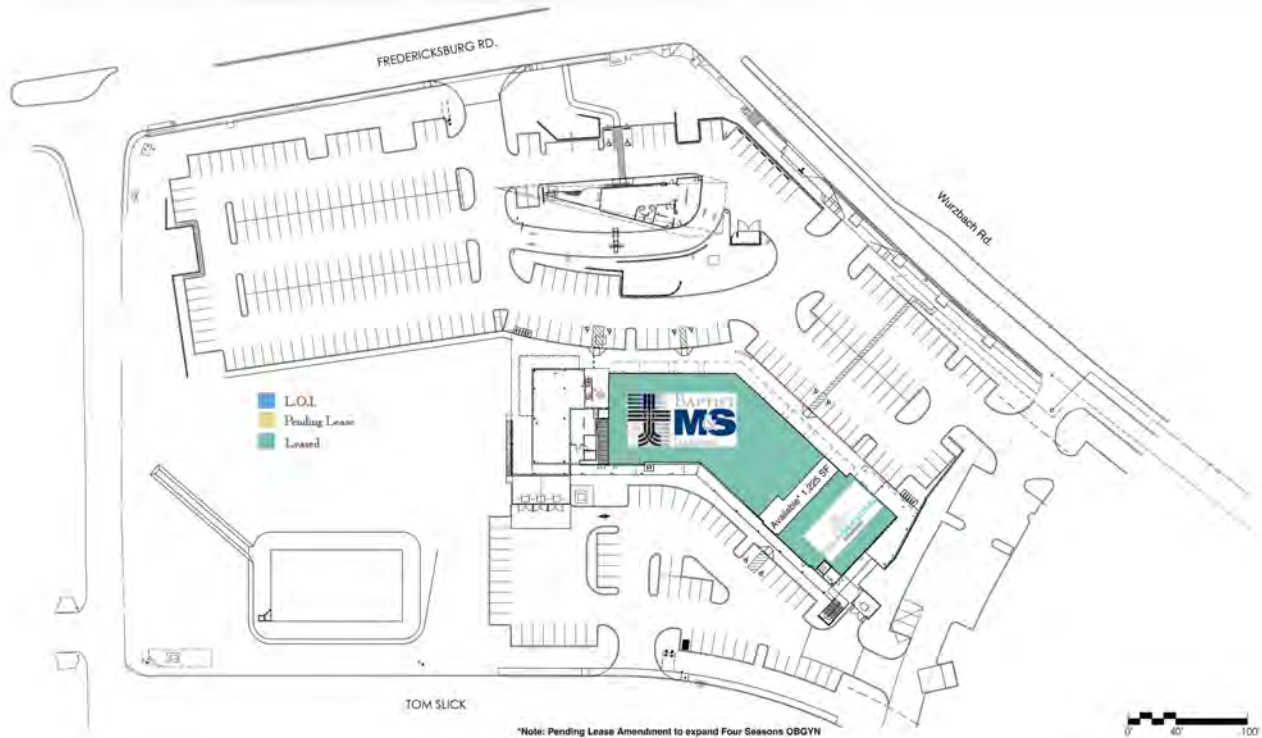 FREDERICKSBURG RD.
Wurzbach Rd.
L.O.I.
Pending Lease
Leased
BAPTIST
M&S
Available* 1,225 SF
TOM SLICK
*Note: Pending Lease Amendment to expand Four Seasons OBGYN
0' 40' 100'